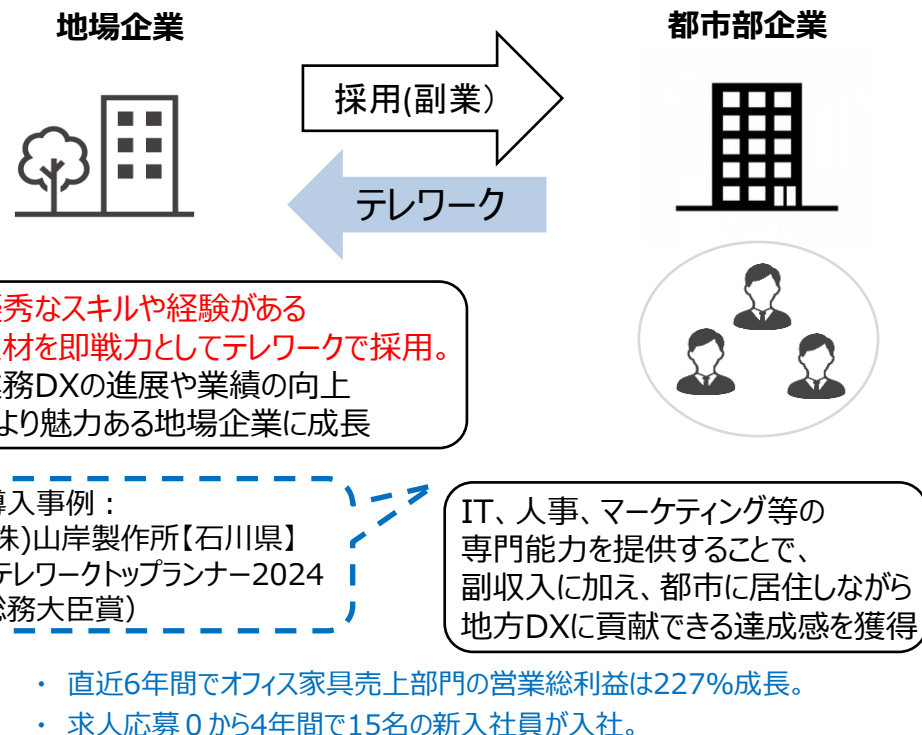 地場企業
都市部企業
採用(副業）
テレワーク
秀なスキルや経験がある
材を即戦力としてテレワークで採用。
務DXの進展や業績の向上
より魅力ある地場企業に成長
入事例：
株)山岸製作所【石川県】
テレワークトップランナー2024
総務大臣賞）
IT、人事、マーケティング等の
専門能力を提供することで、
副収入に加え、都市に居住しながら
地方DXに貢献できる達成感を獲得
・ 直近6年間でオフィス家具売上部門の営業総利益は227%成長。
・ 求人応募０から4年間で15名の新入社員が入社。